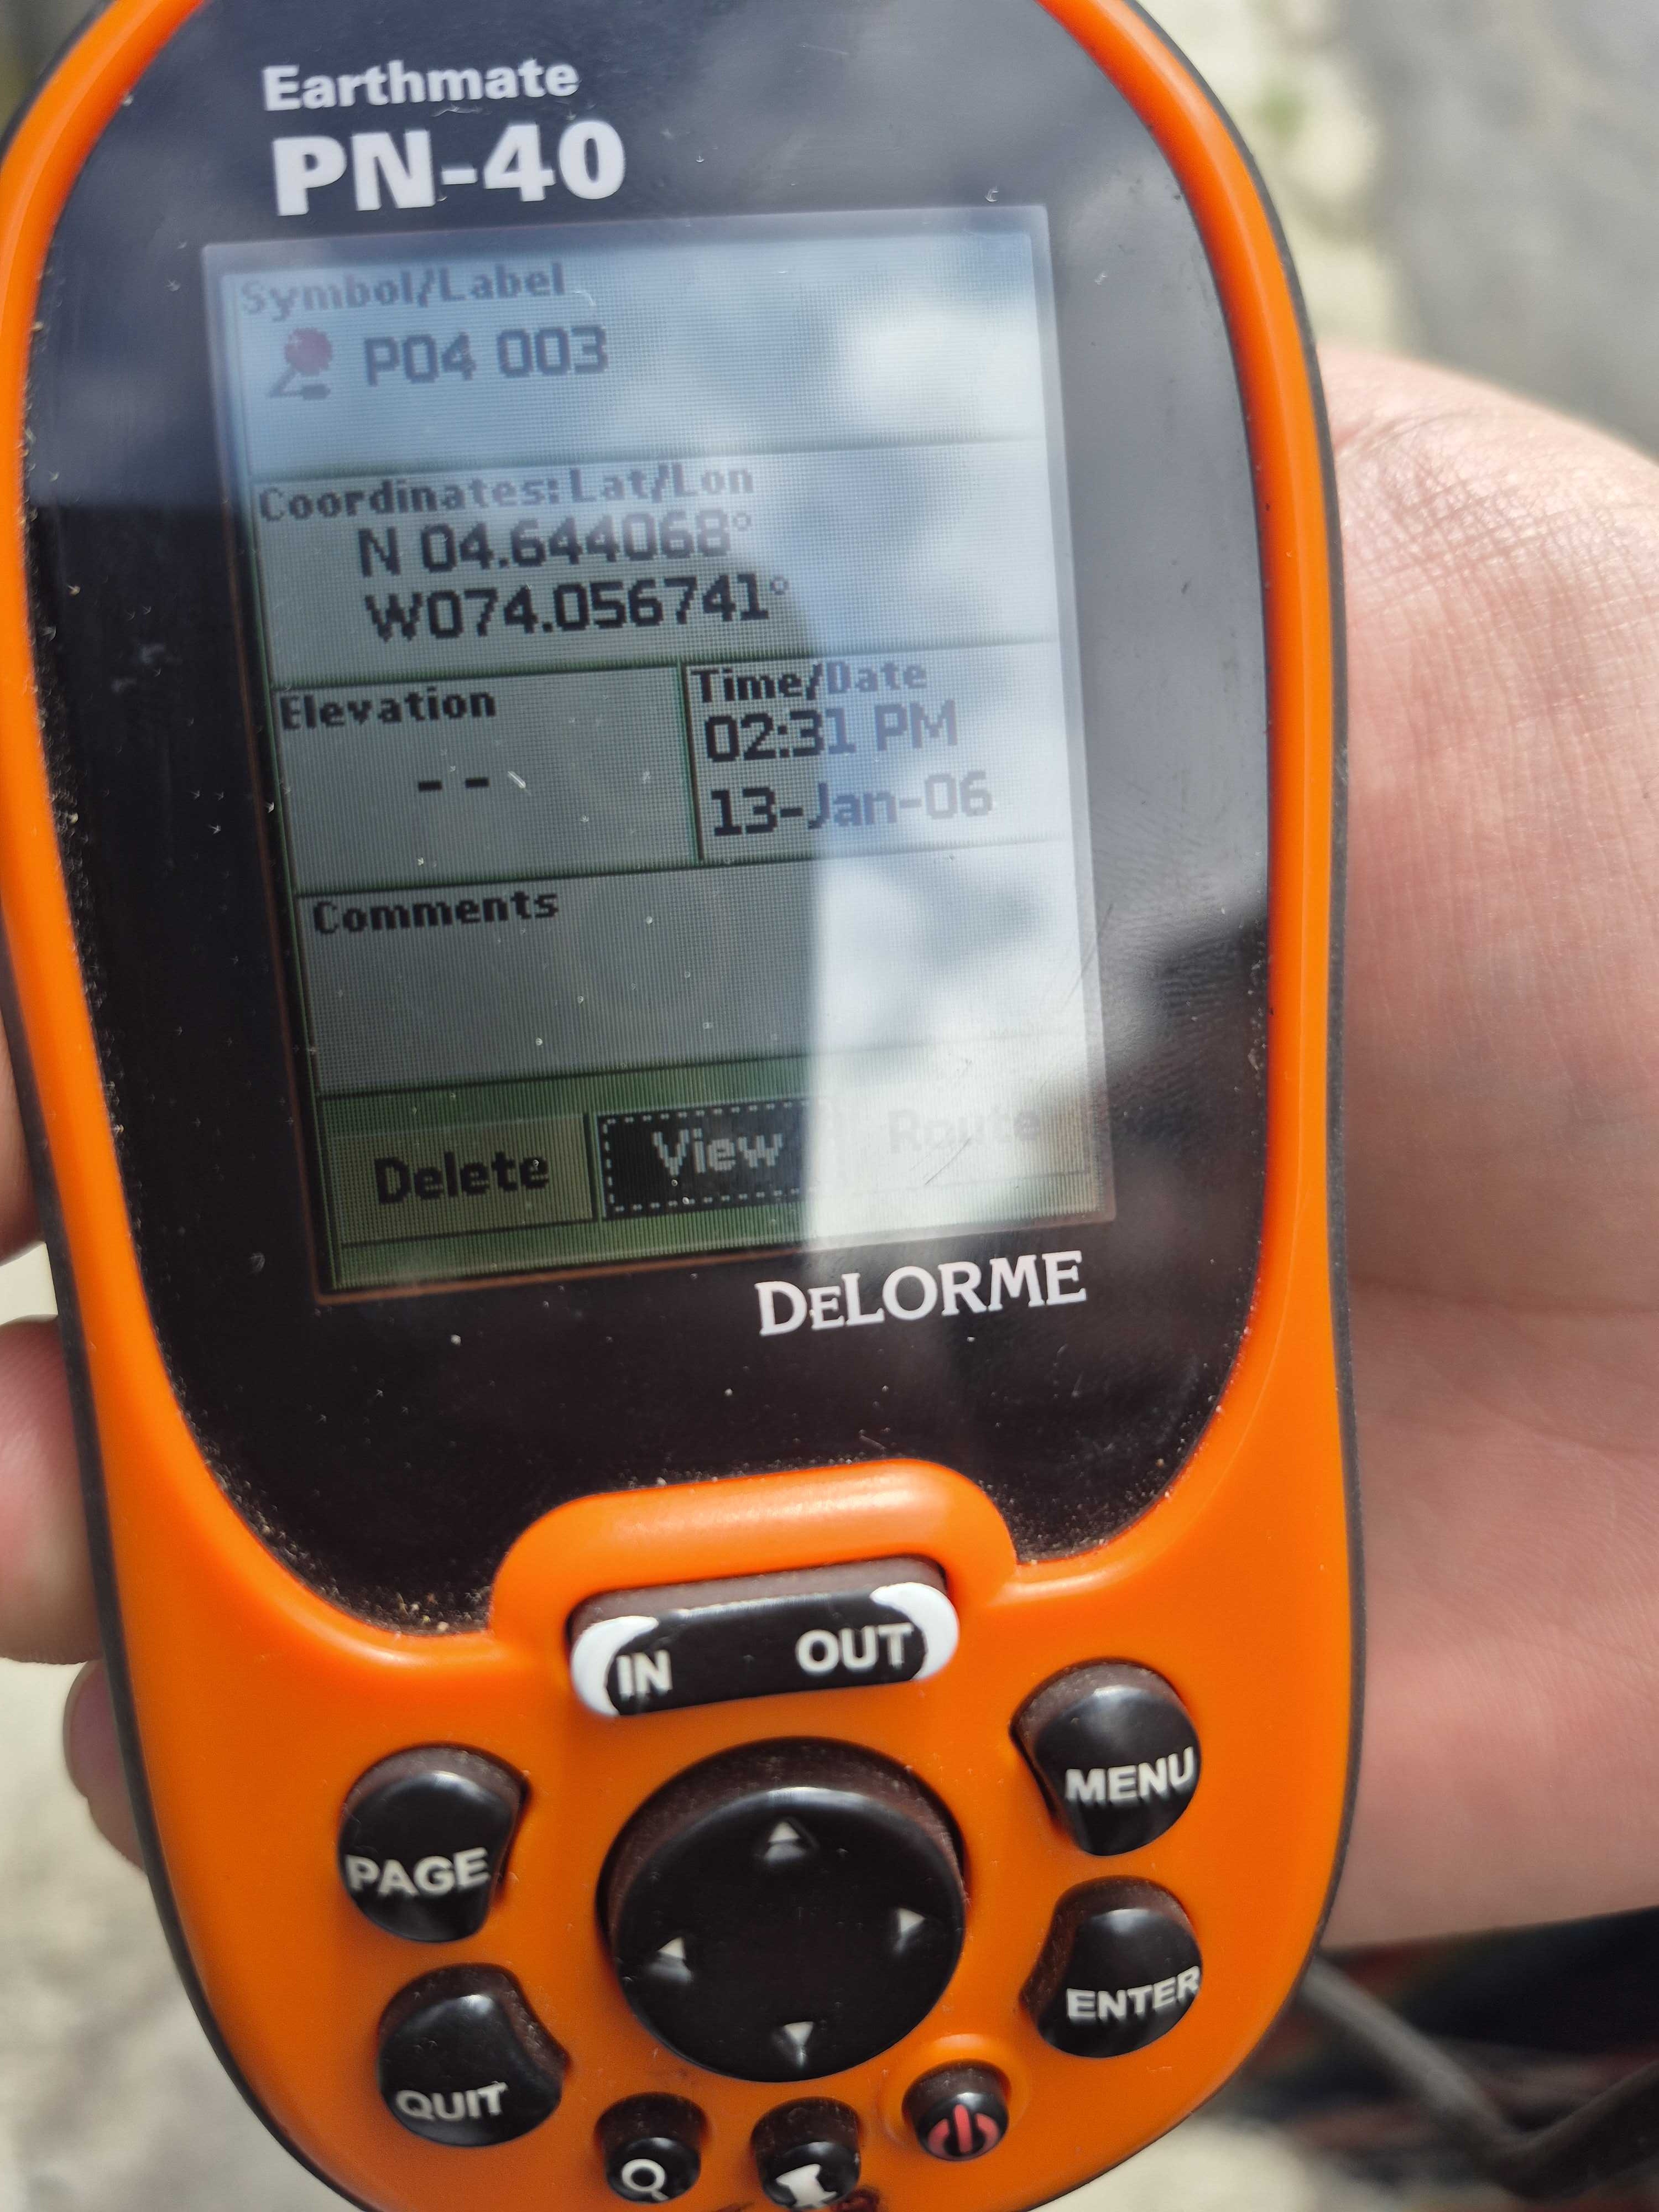 Earthmate
PN-40
Symbol/Label
P04 003
Coordinates: Lat/Lon
N 04.644068°
W074.056741°
Elevation
--
Time/Date
02:31 PM
13-Jan-06
Comments
Delete
View
Route
DELORME
IN
OUT
MENU
PAGE
ENTER
QUIT